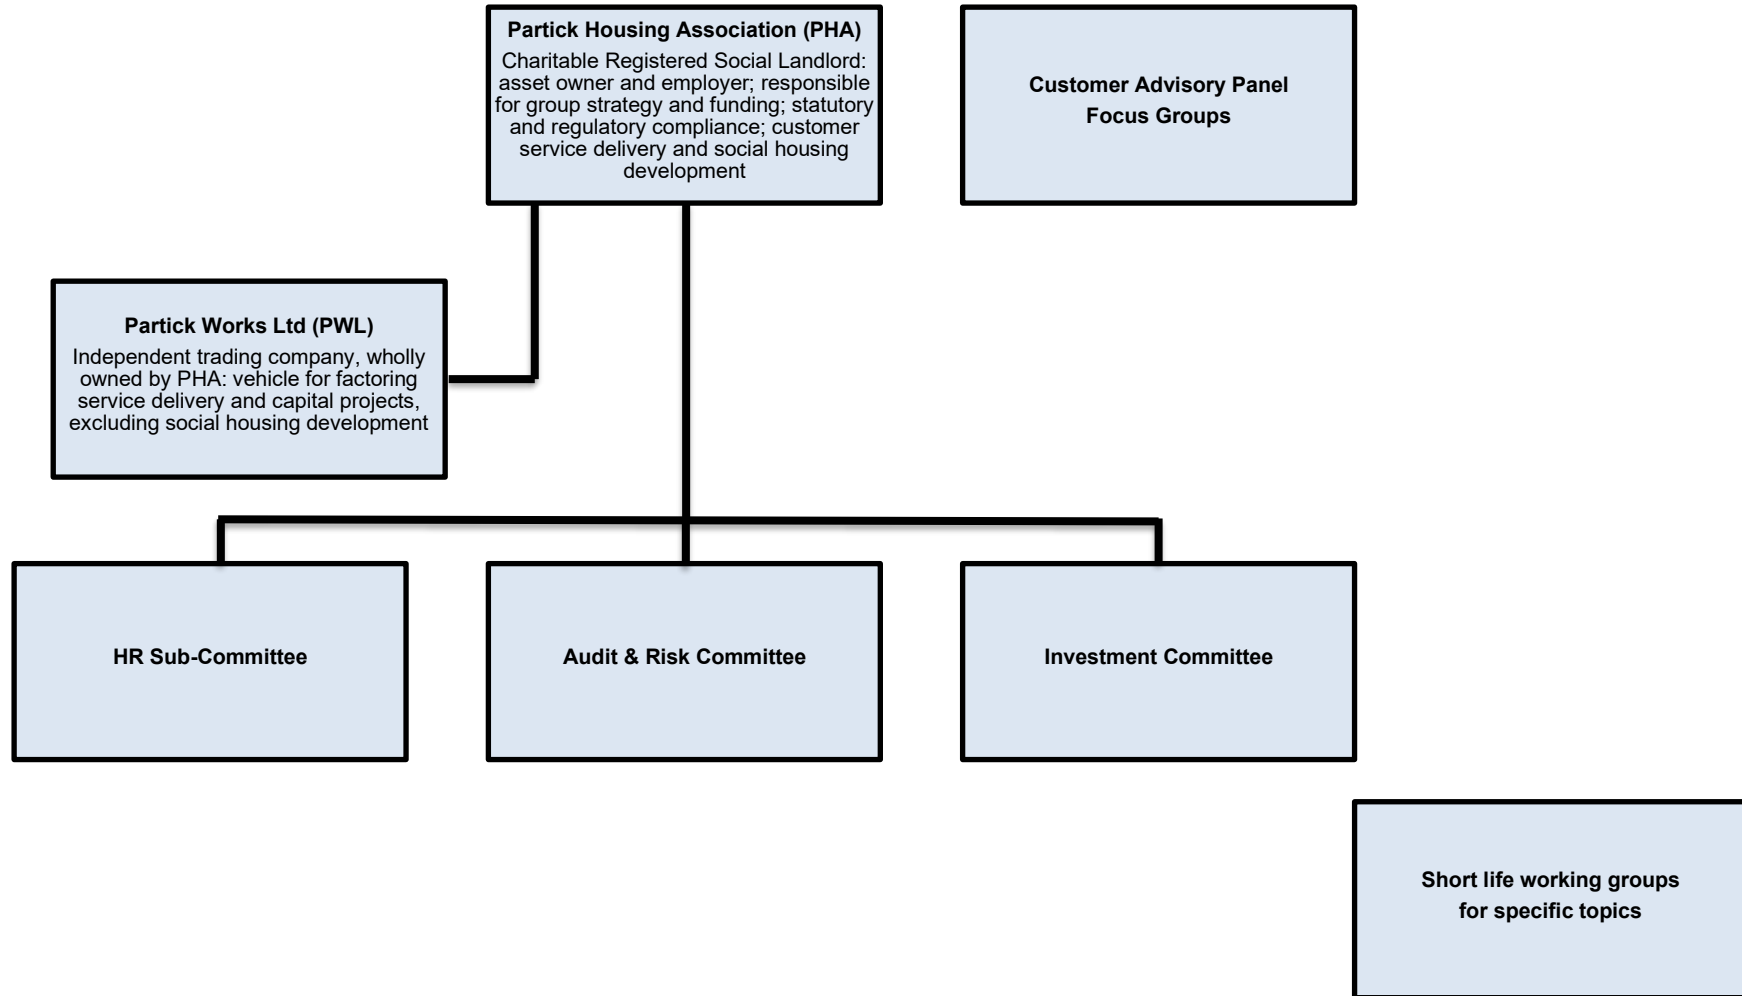 Partick Housing Association (PHA)
Charitable Registered Social Landlord:
asset owner and employer; responsible
for group strategy and funding; statutory
and regulatory compliance; customer
service delivery and social housing
development
Customer Advisory Panel
Focus Groups
Partick Works Ltd (PWL)
Independent trading company, wholly
owned by PHA: vehicle for factoring
service delivery and capital projects,
excluding social housing development
HR Sub-Committee
Audit & Risk Committee
Investment Committee
Short life working groups
for specific topics